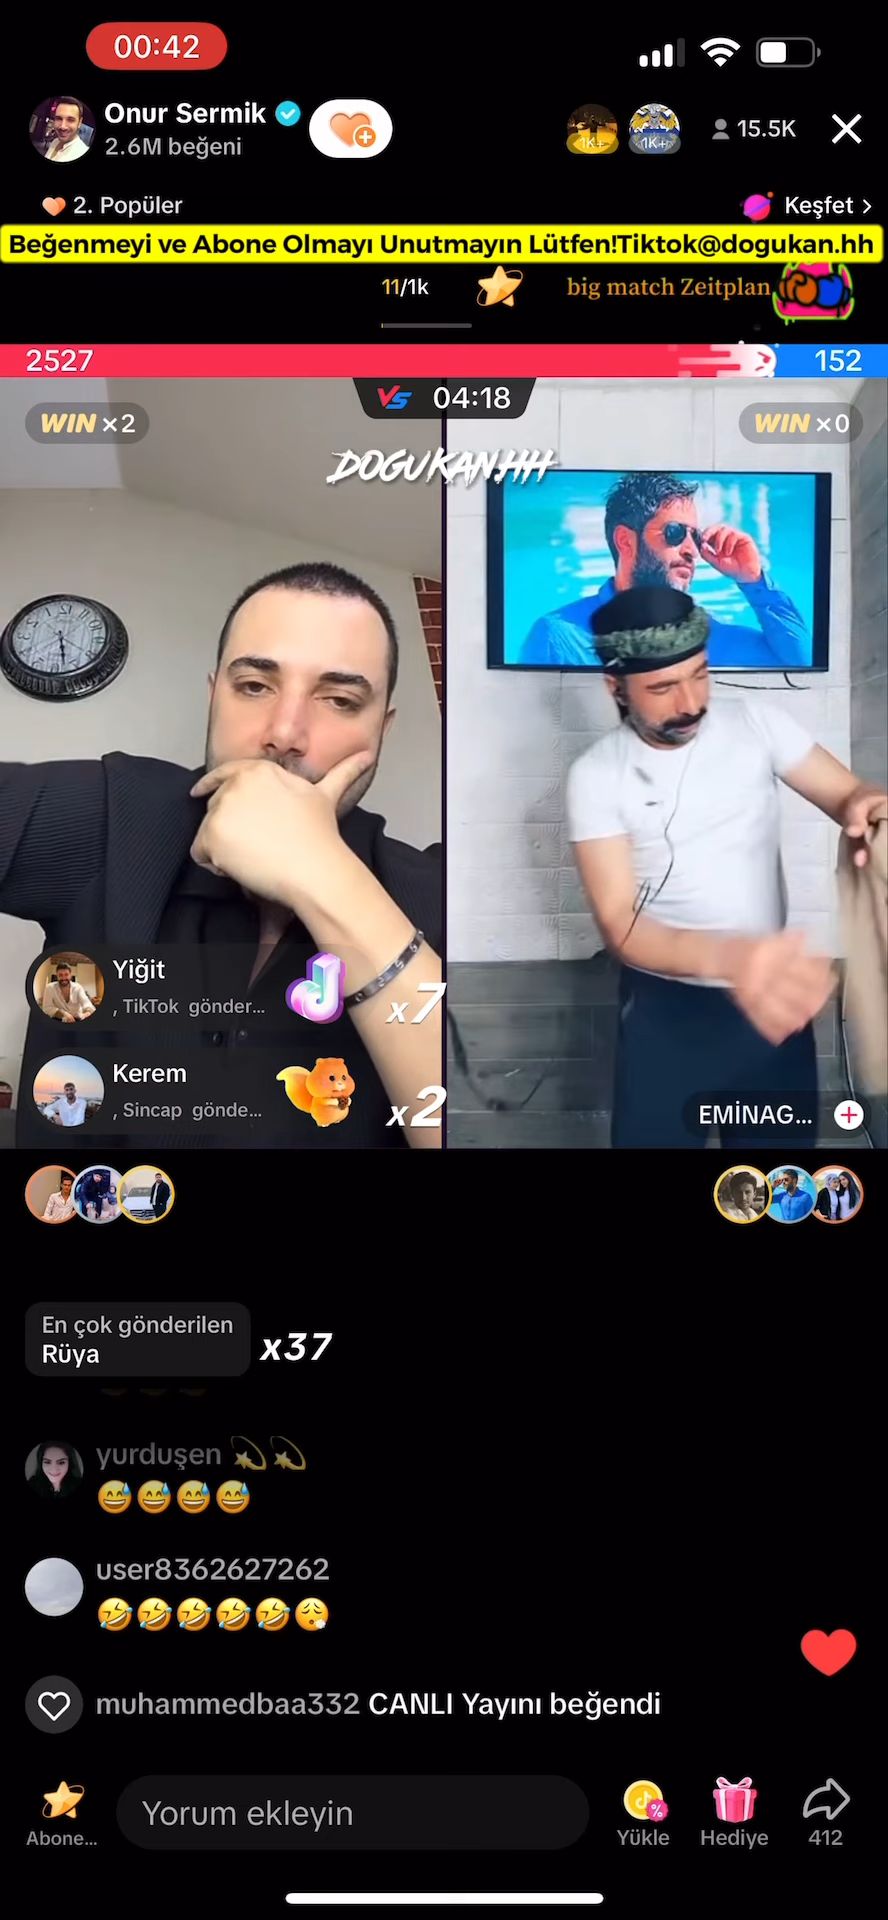 00:42
Onur Sermik
2.6M beğeni
1K+
1K+
15.5K
2. Popüler
Keşfet >
Beğenmeyi ve Abone Olmayı Unutmayın Lütfen!Tiktok@dogukan.hh
11/1k
big match Zeitplan
2527
152
VS 04:18
WIN x2
WIN x0
DOGUKAN.HH
Yiğit
, TikTok gönder...
x7
Kerem
, Sincap gönde...
x2
EMİNAG...
En çok gönderilen
Rüya
x37
yurduşen
user8362627262
muhammedbaa332 CANLI Yayını beğendi
Yorum ekleyin
Abone...
Yükle
Hediye
412